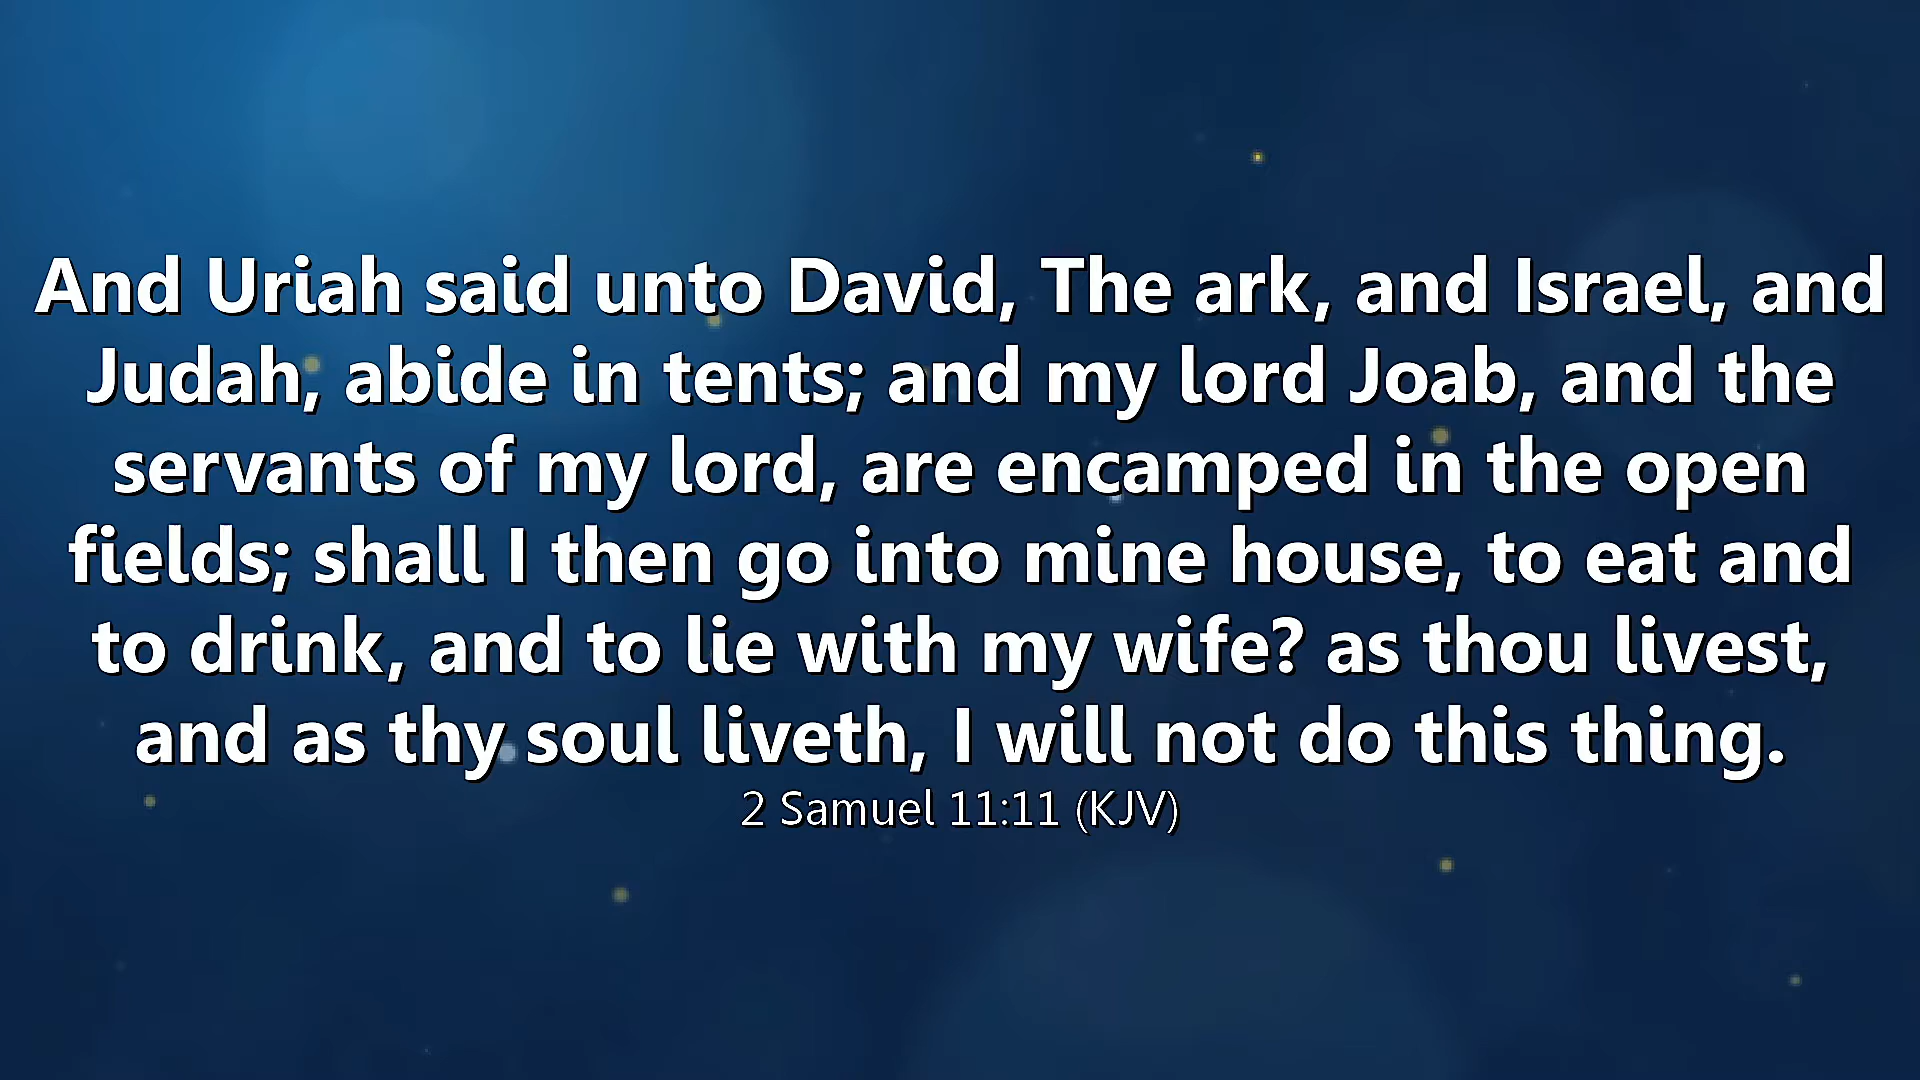 And Uriah said unto David, The ark, and Israel, and
Judah, abide in tents; and my lord Joab, and the
servants of my lord, are encamped in the open
fields; shall I then go into mine house, to eat and
to drink, and to lie with my wife? as thou livest,
and as thy soul liveth, I will not do this thing.
2 Samuel 11:11 (KJV)